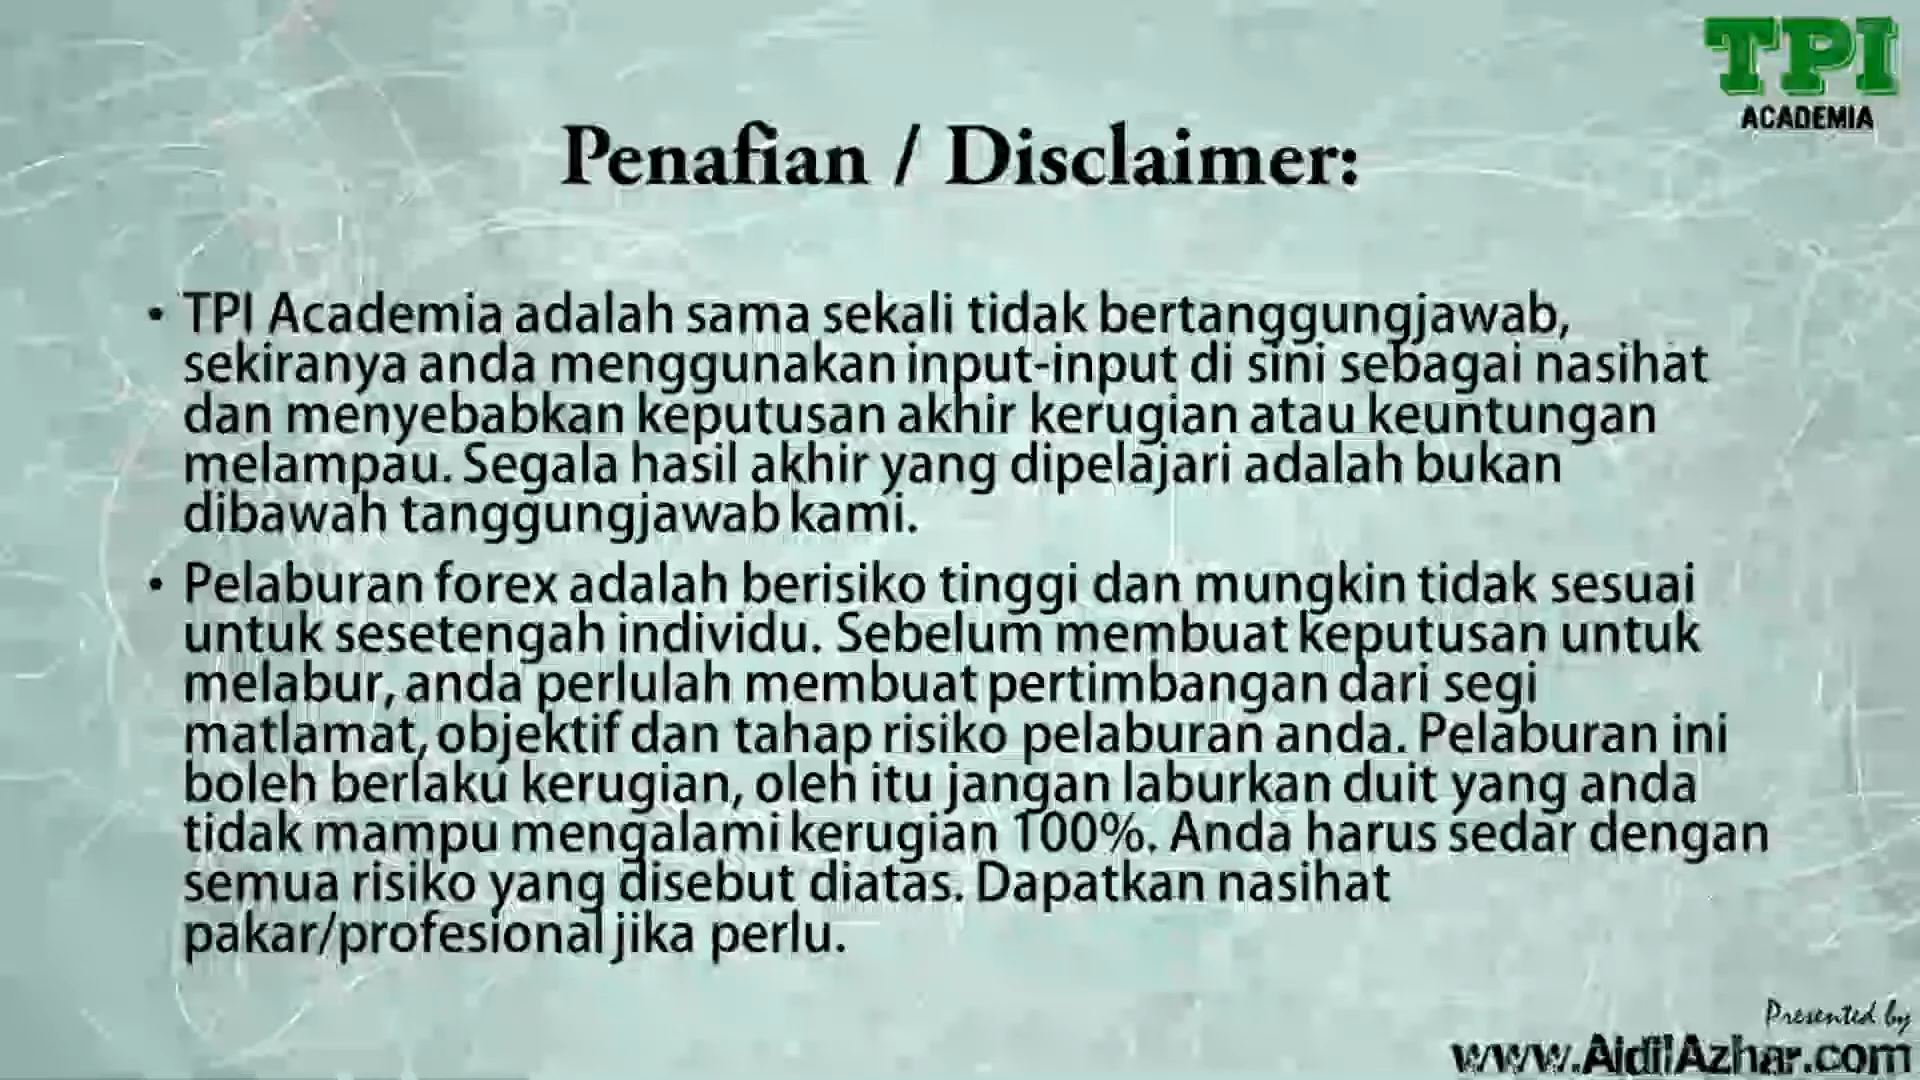 TPI
ACADEMIA
Penafian / Disclaimer:
• TPI Academia adalah sama sekali tidak bertanggungjawab,
sekiranya anda menggunakan input-input di sini sebagai nasihat
dan menyebabkan keputusan akhir kerugian atau keuntungan
melampau. Segala hasil akhir yang dipelajari adalah bukan
dibawah tanggungjawab kami.
• Pelaburan forex adalah berisiko tinggi dan mungkin tidak sesuai
untuk sesetengah individu. Sebelum membuat keputusan untuk
melabur, anda perlulah membuat pertimbangan dari segi
matlamat, objektif dan tahap risiko pelaburan anda. Pelaburan ini
boleh berlaku kerugian, oleh itu jangan laburkan duit yang anda
tidak mampu mengalami kerugian 100%. Anda harus sedar dengan
semua risiko yang disebut diatas. Dapatkan nasihat
pakar/profesional jika perlu.
Presented by
www.AidilAzhar.com